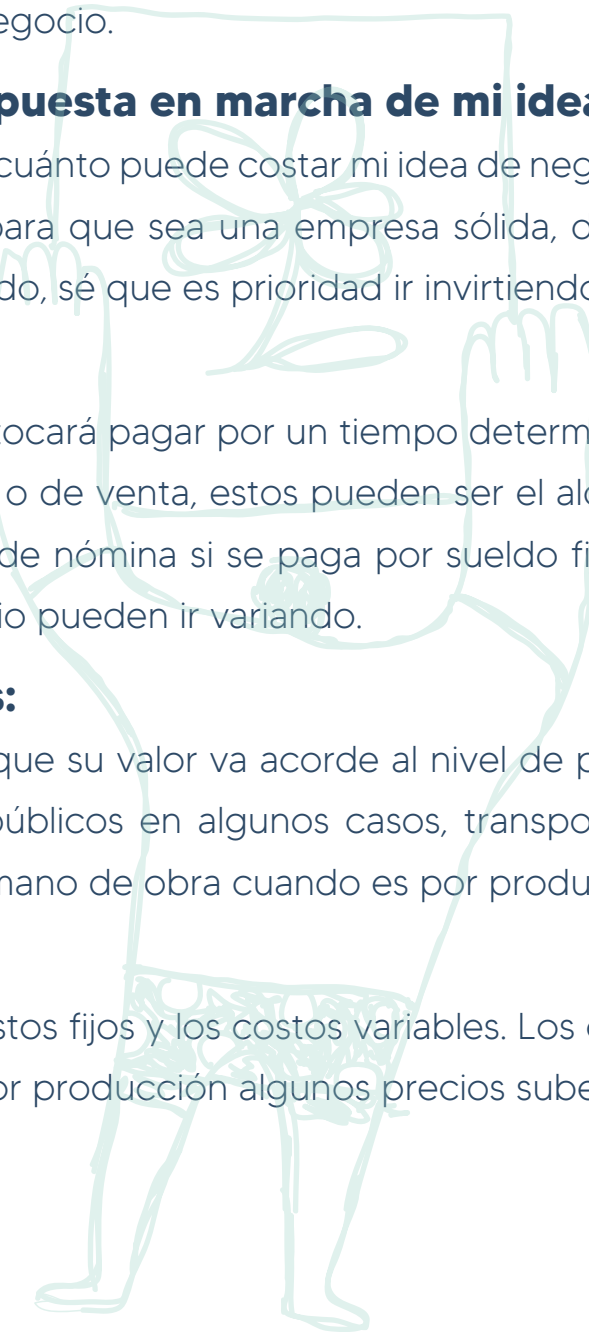 egocio.
puesta en marcha de mi idea
cuánto puede costar mi idea de neg
para que sea una empresa sólida,
do, sé que es prioridad ir invirtiendo
tocará pagar por un tiempo determ
o de venta, estos pueden ser el al
de nómina si se paga por sueldo fi
io pueden ir variando.
s:
que su valor va acorde al nivel de p
públicos en algunos casos, transpo
mano de obra cuando es por produ
stos fijos y los costos variables. Los
or producción algunos precios sube